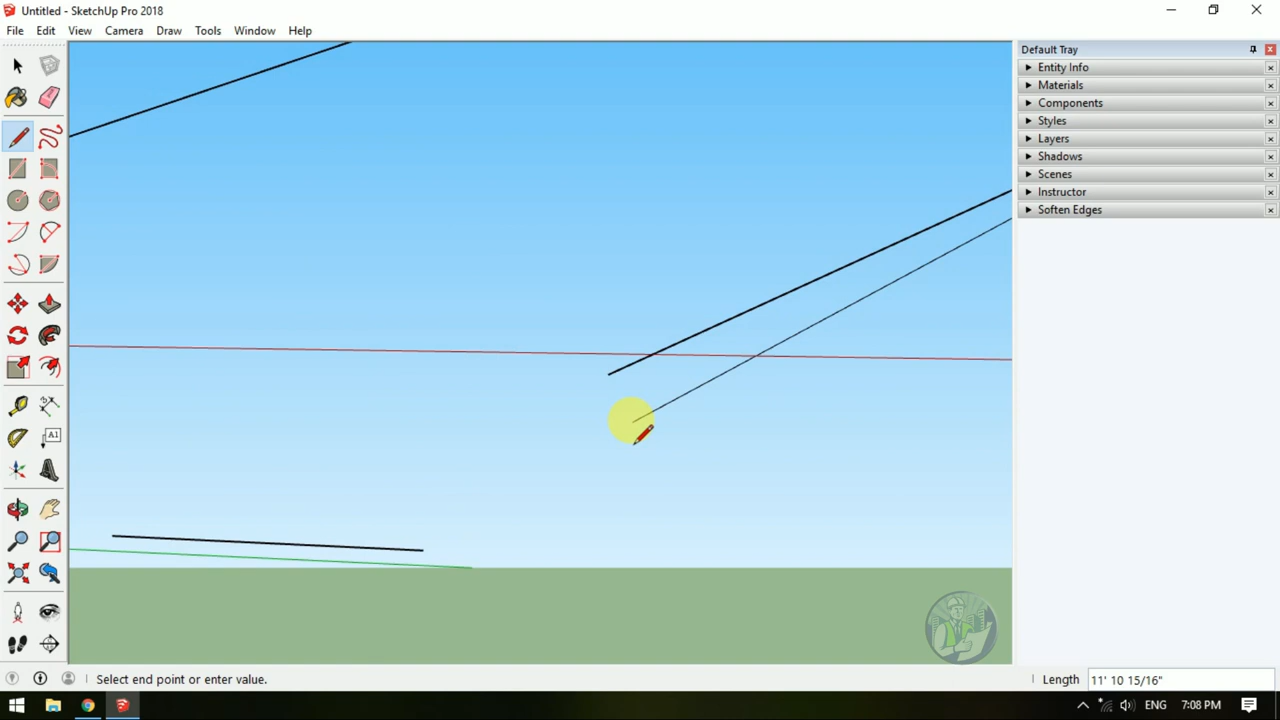 Untitled - SketchUp Pro 2018
File Edit View Camera Draw Tools Window Help
Default Tray
Entity Info
Materials
Components
Styles
Layers
Shadows
Scenes
Instructor
Soften Edges
A1
Select end point or enter value.
Length 11' 10 15/16"
ENG 7:08 PM